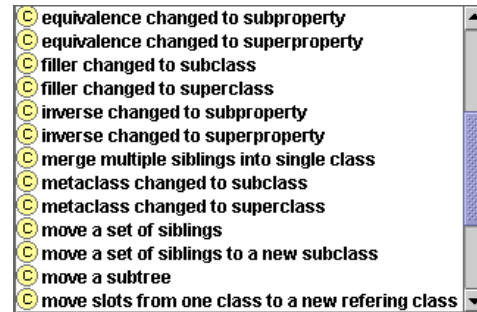 C equivalence changed to subproperty
C equivalence changed to superproperty
C filler changed to subclass
C filler changed to superclass
C inverse changed to subproperty
C inverse changed to superproperty
C merge multiple siblings into single class
C metaclass changed to subclass
C metaclass changed to superclass
C move a set of siblings
C move a set of siblings to a new subclass
C move a subtree
C move slots from one class to a new refering class